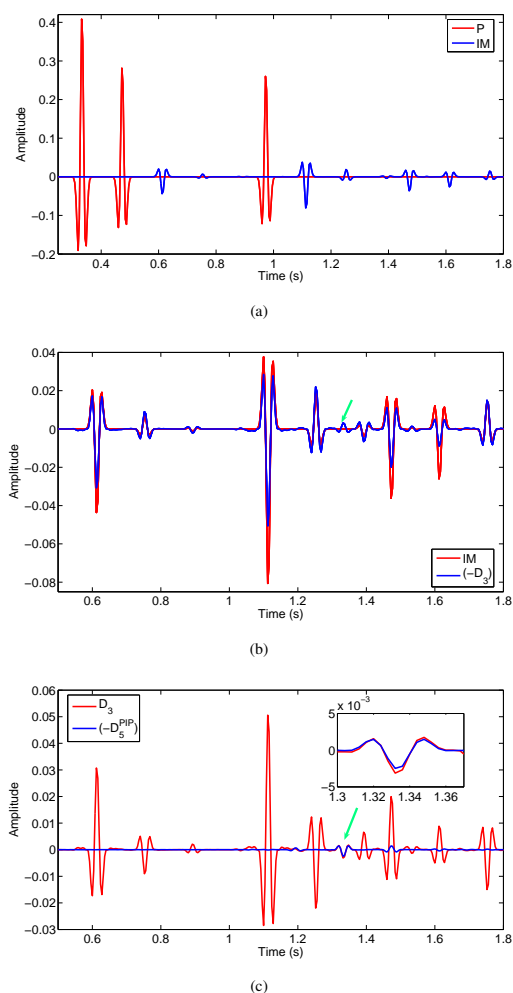 0.4
0.3
0.2
0.1
0
−0.1
−0.2
Amplitude
P
IM
0.4 0.6 0.8 1 1.2 1.4 1.6 1.8
Time (s)
(a)
0.04
0.02
0
−0.02
−0.04
−0.06
−0.08
Amplitude
IM
(−D3)
0.6 0.8 1 1.2 1.4 1.6 1.8
Time (s)
(b)
0.06
0.05
0.04
0.03
0.02
0.01
0
−0.01
−0.02
−0.03
Amplitude
D3
(−D5PIP)
x 10−3
5
0
−5
1.3 1.32 1.34 1.36
0.6 0.8 1 1.2 1.4 1.6 1.8
Time (s)
(c)